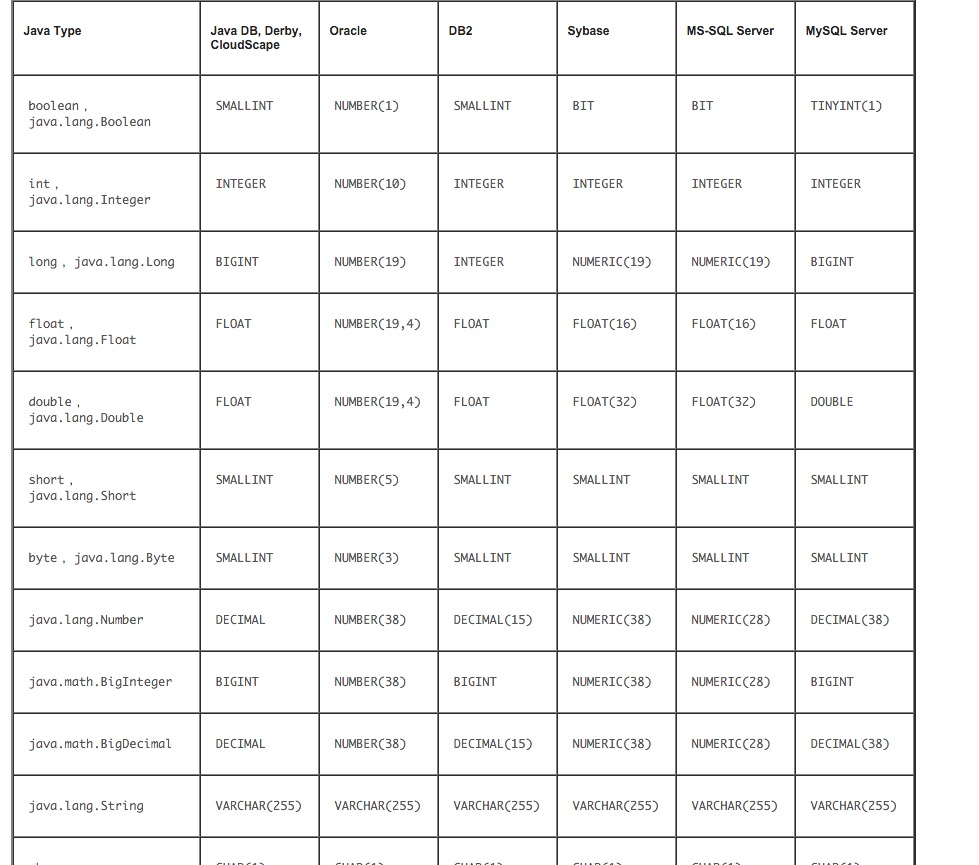 Java Type Java DB, Derby, CloudScape Oracle DB2 Sybase MS-SQL Server MySQL Server
boolean , java.lang.Boolean SMALLINT NUMBER(1) SMALLINT BIT BIT TINYINT(1)
int , java.lang.Integer INTEGER NUMBER(10) INTEGER INTEGER INTEGER INTEGER
long , java.lang.Long BIGINT NUMBER(19) INTEGER NUMERIC(19) NUMERIC(19) BIGINT
float , java.lang.Float FLOAT NUMBER(19,4) FLOAT FLOAT(16) FLOAT(16) FLOAT
double , java.lang.Double FLOAT NUMBER(19,4) FLOAT FLOAT(32) FLOAT(32) DOUBLE
short , java.lang.Short SMALLINT NUMBER(5) SMALLINT SMALLINT SMALLINT SMALLINT
byte , java.lang.Byte SMALLINT NUMBER(3) SMALLINT SMALLINT SMALLINT SMALLINT
java.lang.Number DECIMAL NUMBER(38) DECIMAL(15) NUMERIC(38) NUMERIC(28) DECIMAL(38)
java.math.BigInteger BIGINT NUMBER(38) BIGINT NUMERIC(38) NUMERIC(28) BIGINT
java.math.BigDecimal DECIMAL NUMBER(38) DECIMAL(15) NUMERIC(38) NUMERIC(28) DECIMAL(38)
java.lang.String VARCHAR(255) VARCHAR(255) VARCHAR(255) VARCHAR(255) VARCHAR(255) VARCHAR(255)